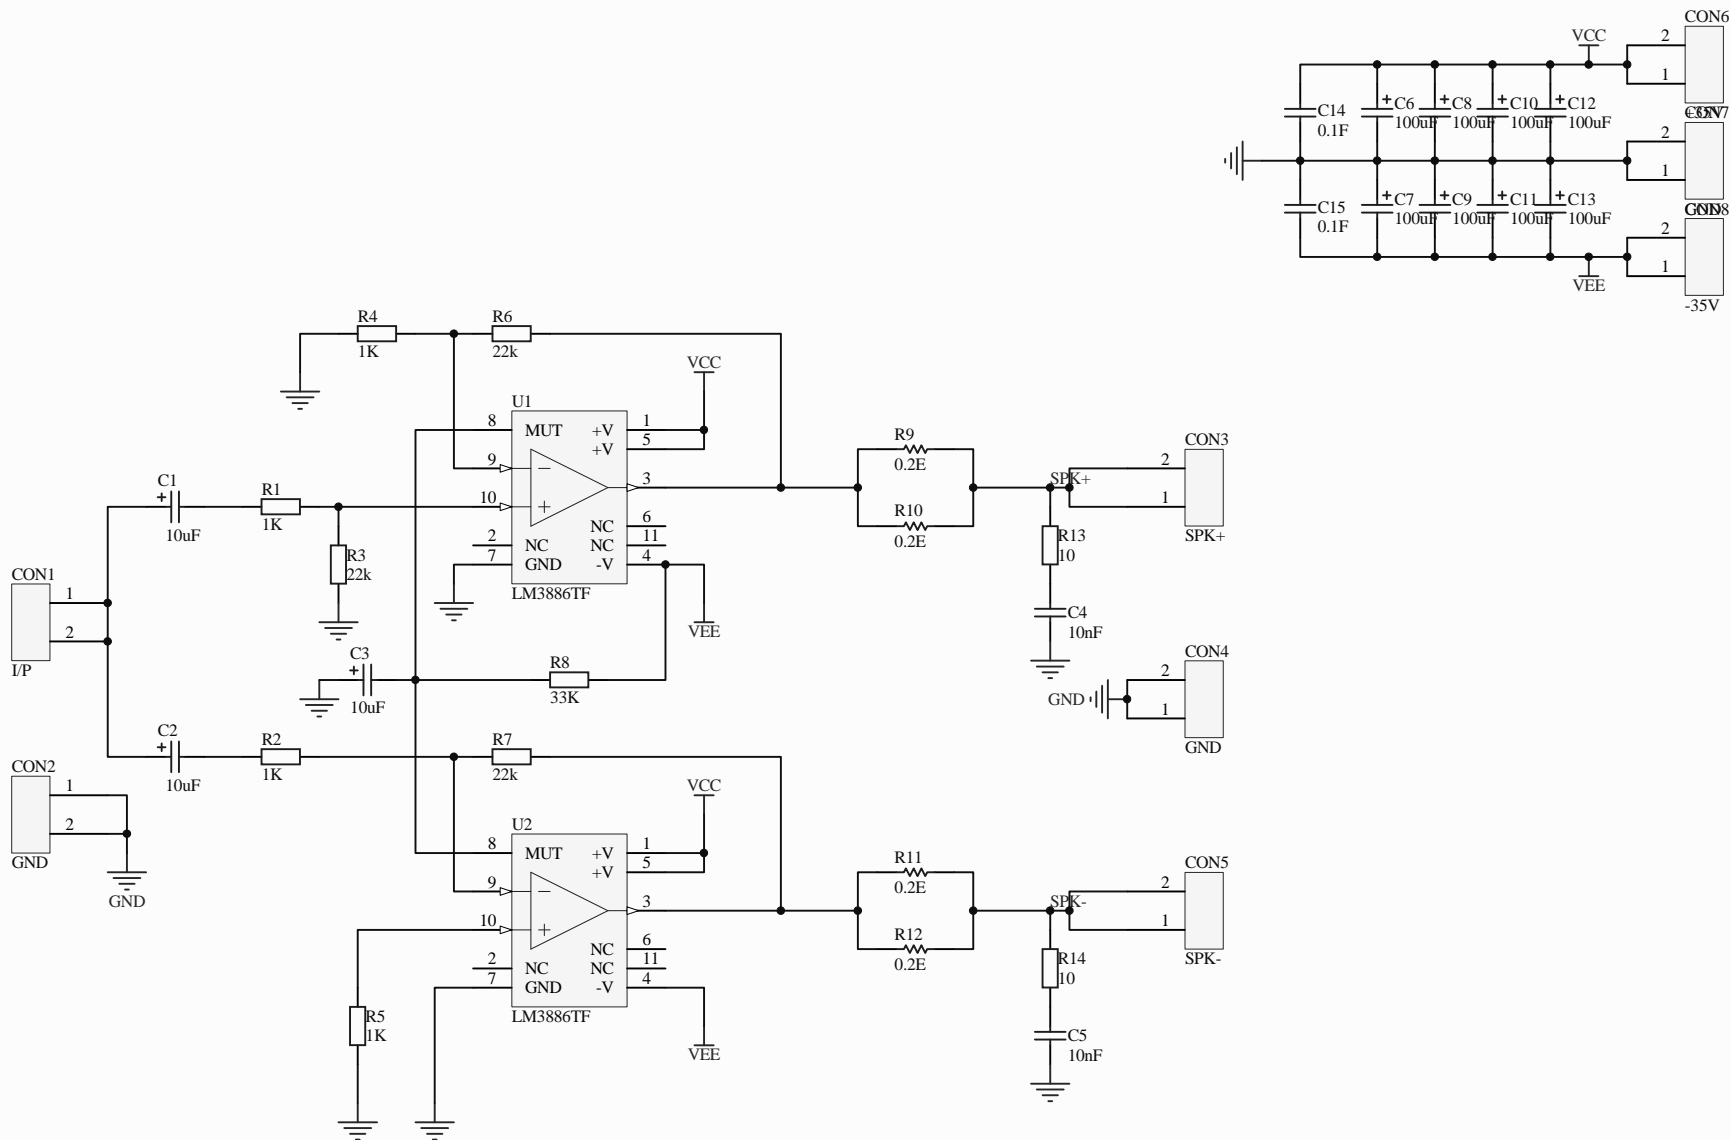 CON6
VCC
2
1
+35V
CON7
2
1
GND
CON8
2
1
-35V
VEE
C14
0.1F
+ C6
100uF
+ C8
100uF
+ C10
100uF
+ C12
100uF
C15
0.1F
+ C7
100uF
+ C9
100uF
+ C11
100uF
+ C13
100uF
R4
1K
R6
22k
VCC
U1
8
MUT
+V
1
+V
5
9
−
3
10
+
NC
6
2
NC
NC
11
7
GND
-V
4
LM3886TF
VEE
C1
+
10uF
R1
1K
R3
22k
CON1
1
2
I/P
C3
+
10uF
R8
33K
R9
0.2E
R10
0.2E
SPK+
CON3
2
1
SPK+
R13
10
C4
10nF
CON4
2
1
GND
GND
C2
+
10uF
R2
1K
R7
22k
CON2
1
2
GND
GND
VCC
U2
8
MUT
+V
1
+V
5
9
−
3
10
+
NC
6
2
NC
NC
11
7
GND
-V
4
LM3886TF
VEE
R5
1K
R11
0.2E
R12
0.2E
SPK-
CON5
2
1
SPK-
R14
10
C5
10nF